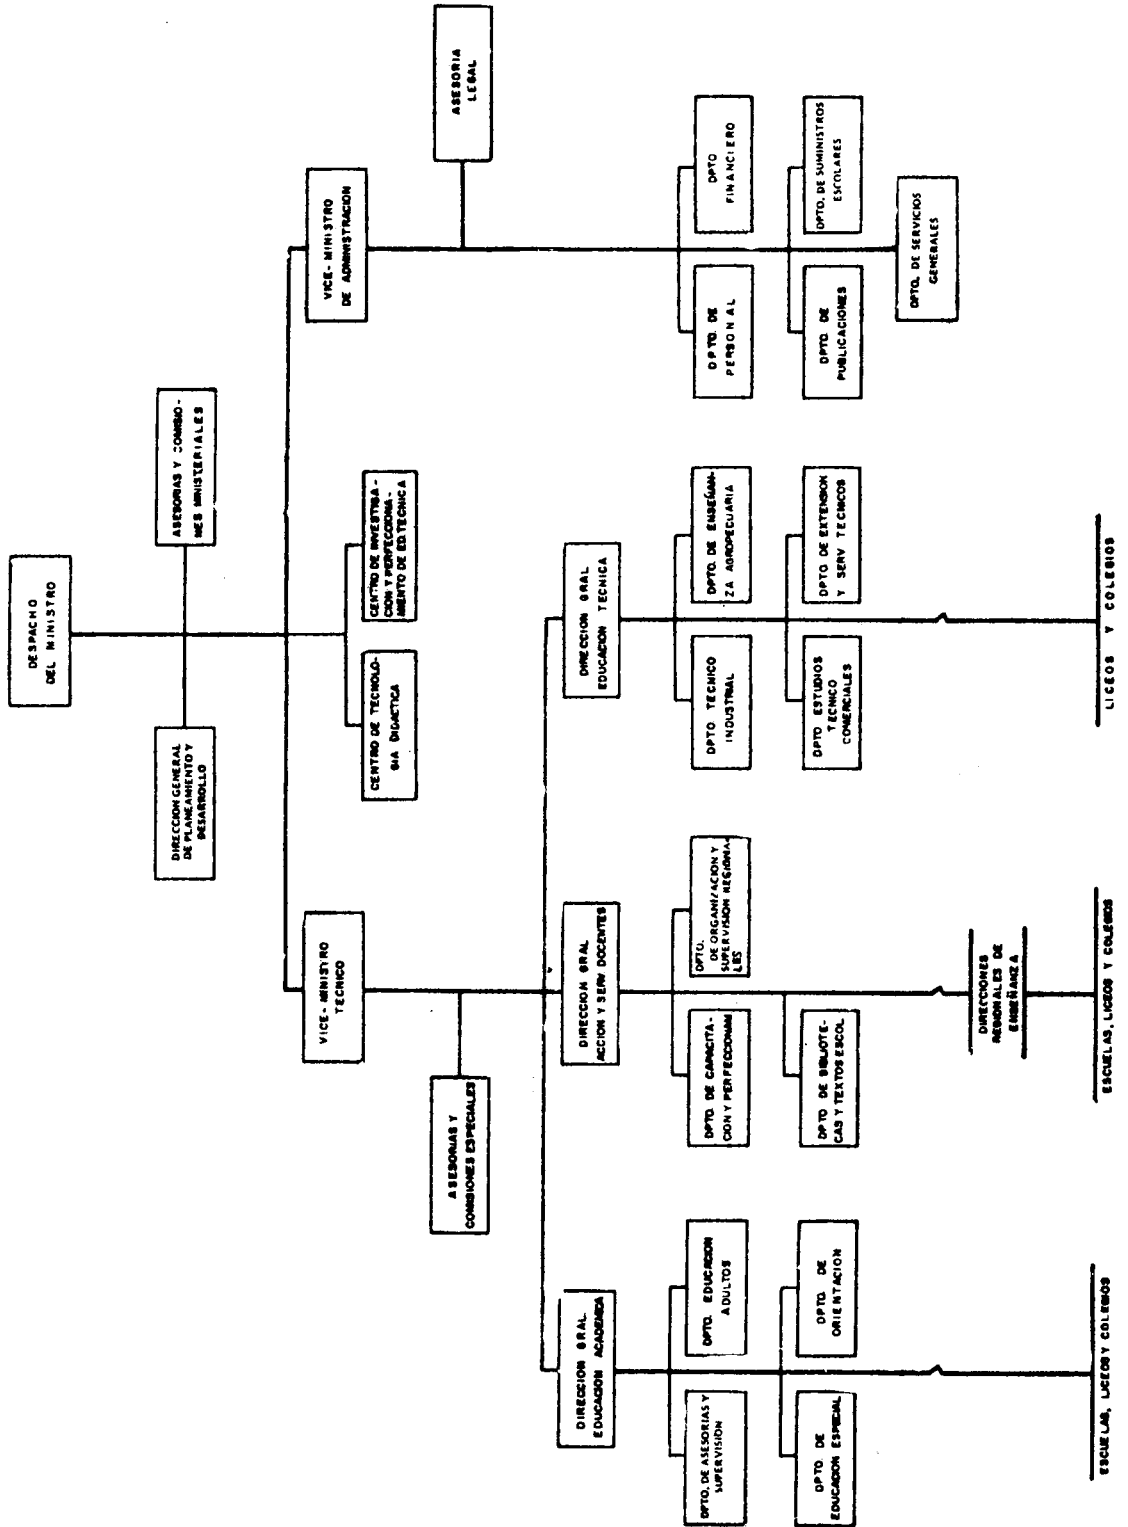 DESPACHO
DEL MINISTRO
DIRECCION GENERAL
DE PLANEAMIENTO Y
DESARROLLO
ASESORIAS Y COMISIO-
NES MINISTERIALES
VICE-MINISTRO
TECNICO
VICE-MINISTRO
DE ADMINISTRACION
CENTRO DE TECNOLO-
GIA DIDACTICA
CENTRO DE INVESTIGA-
CION Y PERFECCIONA-
MIENTO DE ED. TECNICA
ASESORIAS Y
COMISIONES ESPECIALES
ASESORIA
LEGAL
DIRECCION GRAL.
EDUCACION ACADEMICA
DIRECCION GRAL
ACCION Y SERV. DOCENTES
DIRECCION GRAL
EDUCACION TECNICA
DPTO. DE ASESORIAS Y
SUPERVISION
DPTO. EDUCACION
ADULTOS
DPTO. DE CAPACITA-
CION Y PERFECCIONAM
DPTO.
DE ORGANIZACION Y
SUPERVISION REGIONA-
LES
DPTO TECNICO
INDUSTRIAL
DPTO. DE ENSEÑAN-
ZA AGROPECUARIA
DPTO. DE
PERSONAL
DPTO
FINANCIERO
DPTO. DE
EDUCACION ESPECIAL
DPTO. DE
ORIENTACION
DPTO DE BIBLIOTE-
CAS Y TEXTOS ESCOL
DPTO ESTUDIOS
TECNICO
COMERCIALES
DPTO DE EXTENSION
Y SERV TECNICOS
DPTO. DE
PUBLICACIONES
DPTO. DE SUMINISTROS
ESCOLARES
DPTO. DE SERVICIOS
GENERALES
DIRECCIONES
REGIONALES DE
ENSEÑANZA
ESCUELAS, LICEOS Y COLEGIOS
ESCUELAS, LICEOS Y COLEGIOS
LICEOS Y COLEGIOS